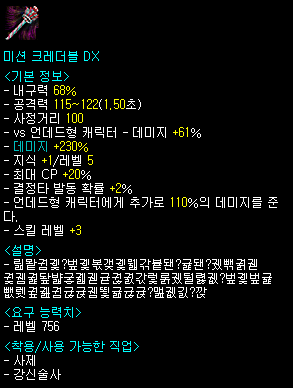 미션 크레더블 DX
<기본 정보>
- 내구력 68%
- 공격력 115~122(1,50초)
- 사정거리 100
- vs 언데드형 캐릭터 - 데미지 +61%
- 데미지 +230%
- 지식 +1/레벨 5
- 최대 CP +20%
- 결정타 발동 확률 +2%
- 언데드형 캐릭터에게 추가로 110%의 데미지를 준
다.
- 스킬 레벨 +3
<설명>
<요구 능력치>
- 레벨 756
<착용/사용 가능한 직업>
- 사제
- 강신술사